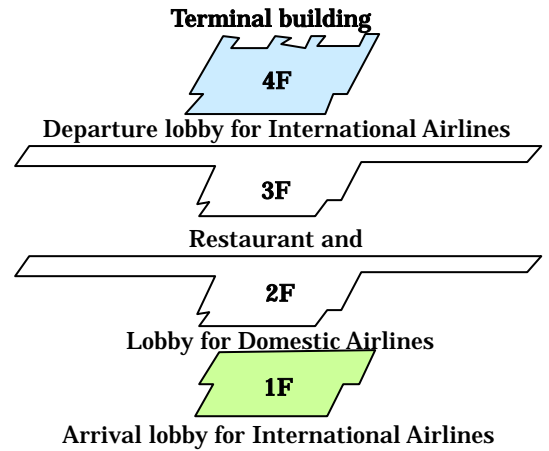 Terminal building
4F
Departure lobby for International Airlines
3F
Restaurant and
2F
Lobby for Domestic Airlines
1F
Arrival lobby for International Airlines